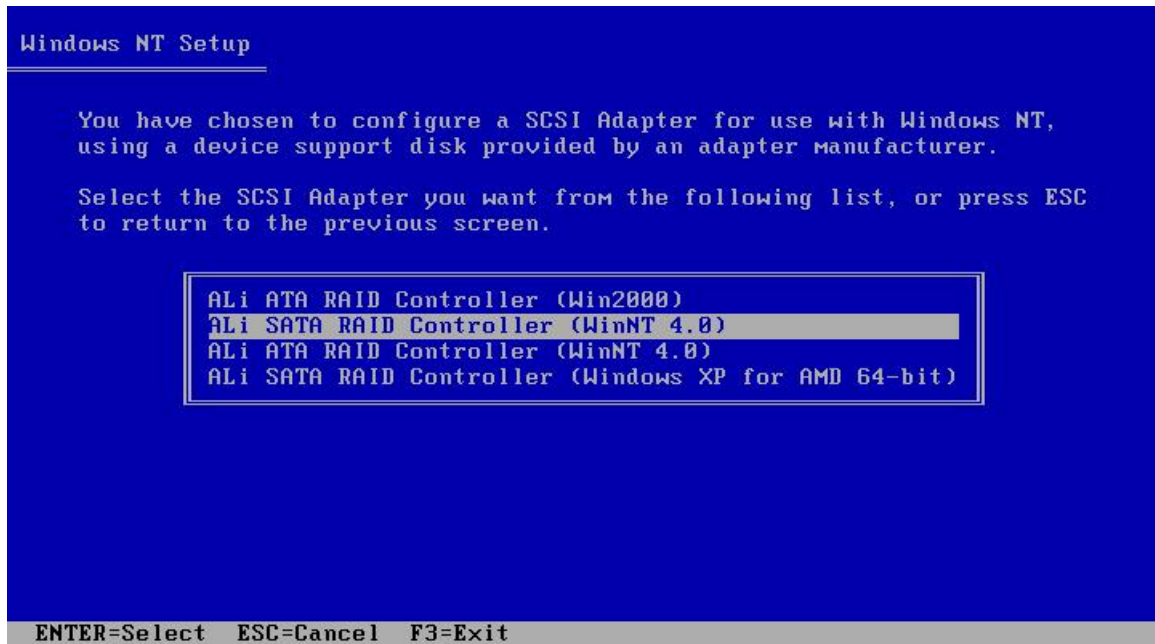 Windows NT Setup
You have chosen to configure a SCSI Adapter for use with Windows NT,
using a device support disk provided by an adapter manufacturer.
Select the SCSI Adapter you want from the following list, or press ESC
to return to the previous screen.
ALi ATA RAID Controller (Win2000)
ALi SATA RAID Controller (WinNT 4.0)
ALi ATA RAID Controller (WinNT 4.0)
ALi SATA RAID Controller (Windows XP for AMD 64-bit)
ENTER=Select ESC=Cancel F3=Exit